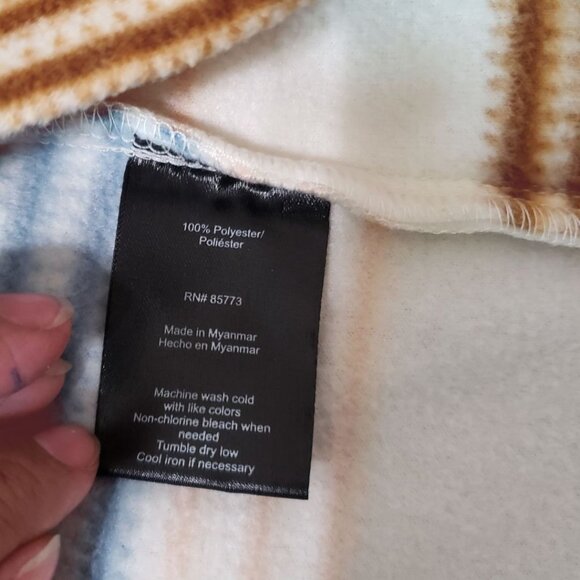 100% Polyester/
Poliéster
RN# 85773
Made in Myanmar
Hecho en Myanmar
Machine wash cold
with like colors
Non-chlorine bleach when
needed
Tumble dry low
Cool iron if necessary